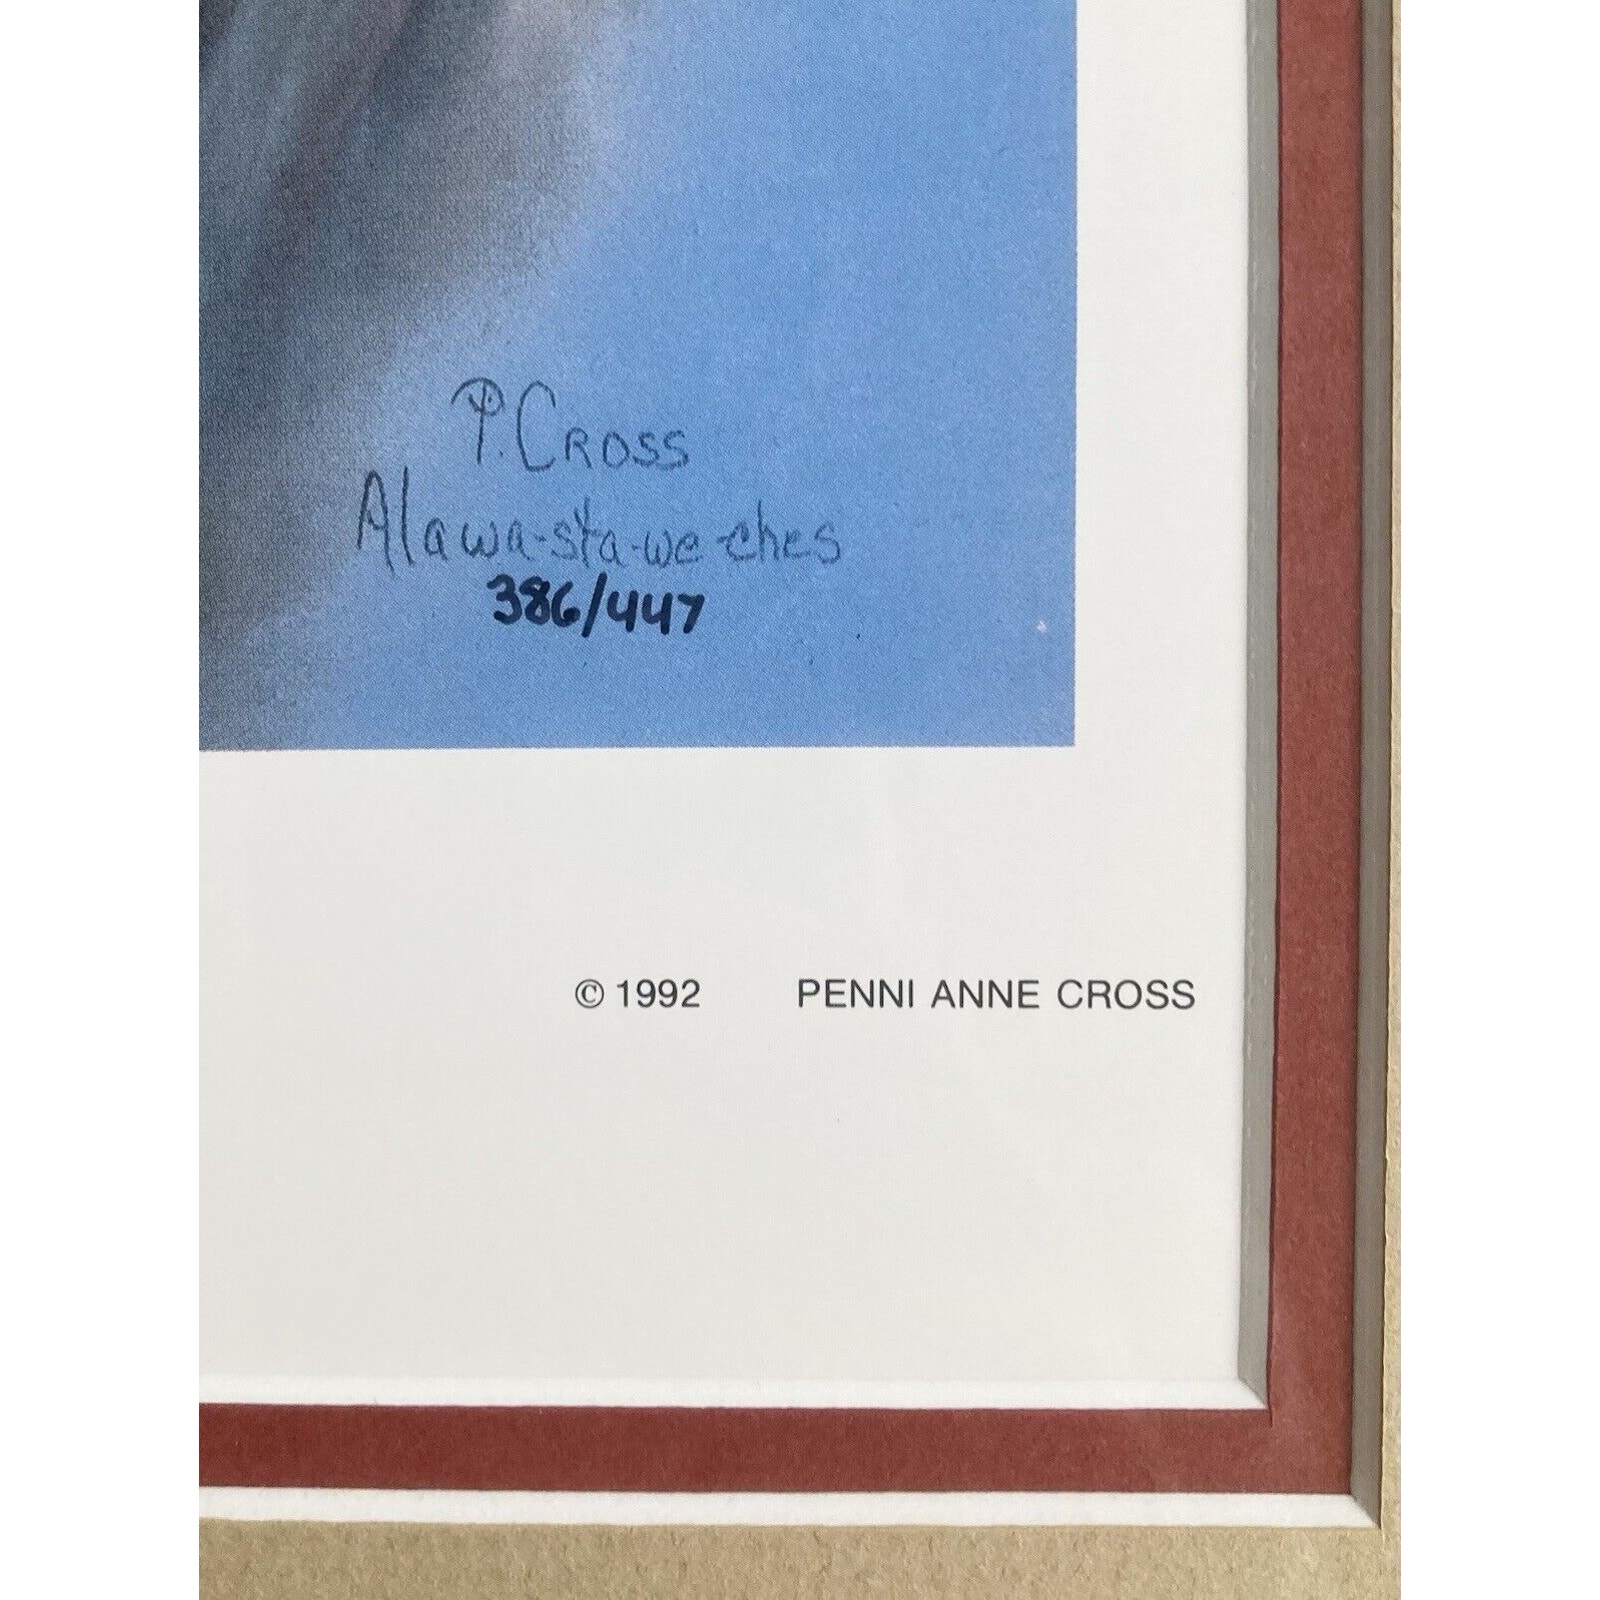 P. CROSS
Alawa-sta-we-ches
386/447
© 1992 PENNI ANNE CROSS